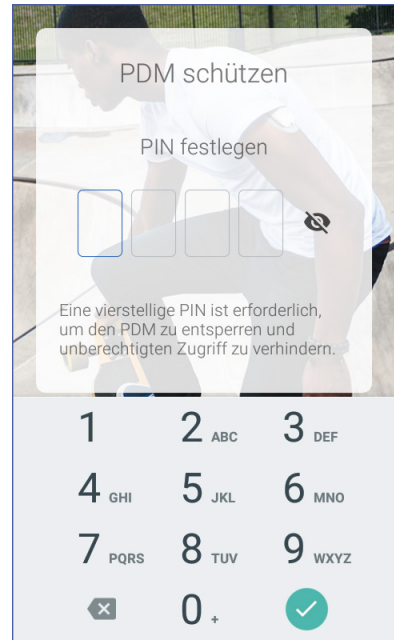 PDM schützen
PIN festlegen
Eine vierstellige PIN ist erforderlich,
um den PDM zu entsperren und
unberechtigten Zugriff zu verhindern.
1 2 ABC 3 DEF
4 GHI 5 JKL 6 MNO
7 PQRS 8 TUV 9 WXYZ
0 +